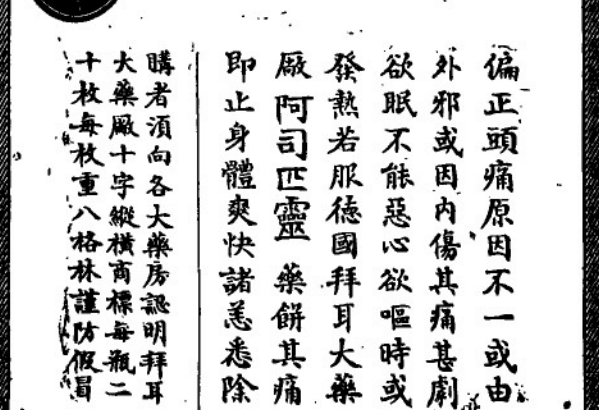 偏正頭痛原因不一或由
外邪或因內傷其痛甚劇
欲眠不能惡心欲嘔時或
發熱若服德國拜耳大藥
廠阿司匹靈藥餅其痛
即止身體爽快諸恙悉除
購者須向各大藥房認明拜耳
大藥廠十字縱橫商標每瓶二
十枚每枚重八格林謹防假冒